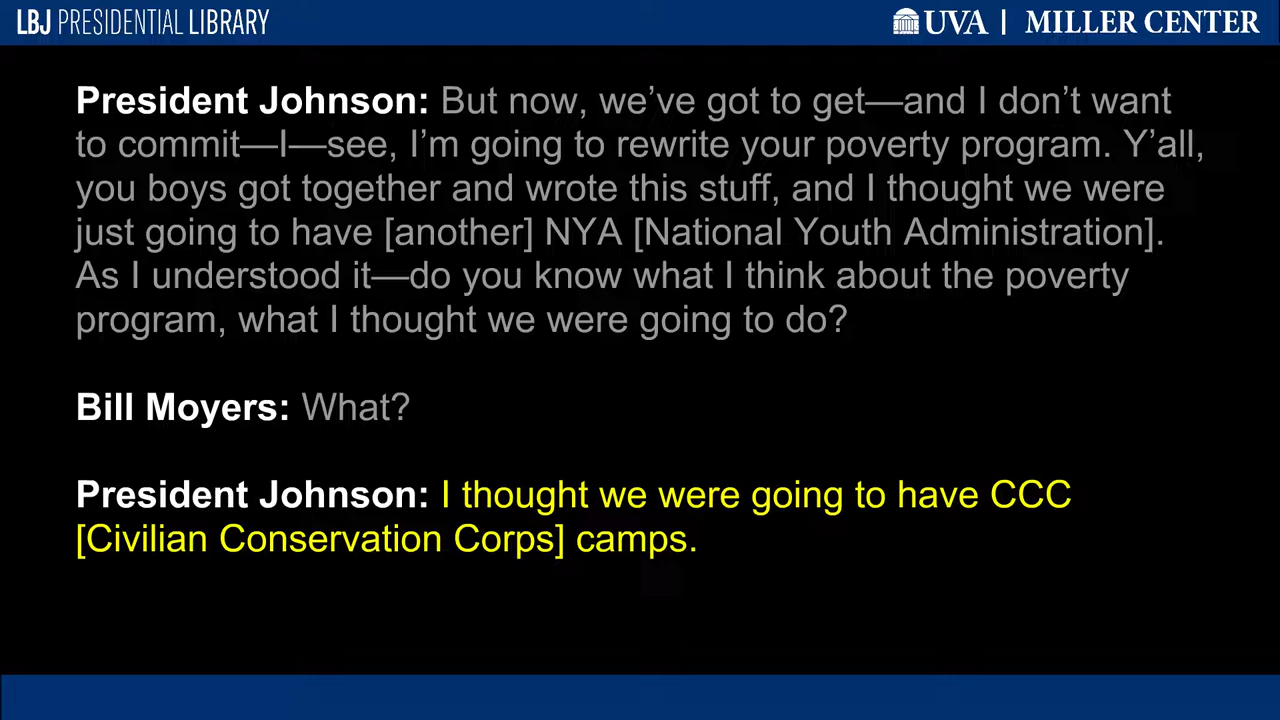 LBJ PRESIDENTIAL LIBRARY
UVA | MILLER CENTER
President Johnson: But now, we’ve got to get—and I don’t want
to commit—I—see, I’m going to rewrite your poverty program. Y’all,
you boys got together and wrote this stuff, and I thought we were
just going to have [another] NYA [National Youth Administration].
As I understood it—do you know what I think about the poverty
program, what I thought we were going to do?
Bill Moyers: What?
President Johnson: I thought we were going to have CCC
[Civilian Conservation Corps] camps.